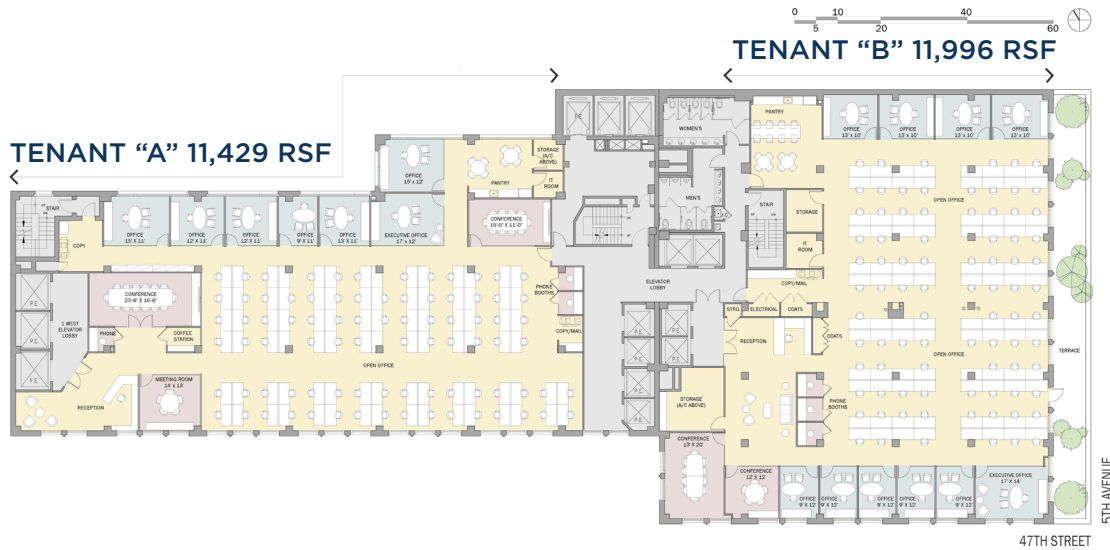 0 10 40
5 20 60
TENANT “B” 11,996 RSF
TENANT “A” 11,429 RSF
P.E.
WOMEN'S
PANTRY
OFFICE
13' x 10'
OFFICE
13' x 10'
OFFICE
13' x 10'
OFFICE
13' x 10'
OFFICE
15' x 12'
PANTRY
STORAGE
(A/C
ABOVE)
IT
ROOM
MEN'S
STAIR
STORAGE
OPEN OFFICE
STAIR
COPY
OFFICE
15' X 11'
OFFICE
12' X 11'
OFFICE
12' X 11'
OFFICE
9' X 11'
OFFICE
13' X 11'
EXECUTIVE OFFICE
17' x 12'
CONFERENCE
19'-0" X 11'-0"
IT
ROOM
ELEVATOR
LOBBY
COPY/MAIL
P.E.
CONFERENCE
23'-6" X 16'-6"
PHONE
BOOTHS
STRG
ELECTRICAL
COATS
P.E.
1 WEST
ELEVATOR
LOBBY
PHONE
COFFEE
STATION
COPY/MAIL
P.E.
P.E.
RECEPTION
COATS
P.E.
P.E.
P.E.
OPEN OFFICE
OPEN OFFICE
TERRACE
MEETING ROOM
14' x 13'
P.E.
RECEPTION
STORAGE
(A/C ABOVE)
PHONE
BOOTHS
P.E.
CONFERENCE
13' X 20'
CONFERENCE
12' X 12'
OFFICE
9' X 12'
OFFICE
9' X 12'
OFFICE
9' X 12'
OFFICE
9' X 12'
OFFICE
9' X 12'
EXECUTIVE OFFICE
17' X 14'
5TH AVENUE
47TH STREET